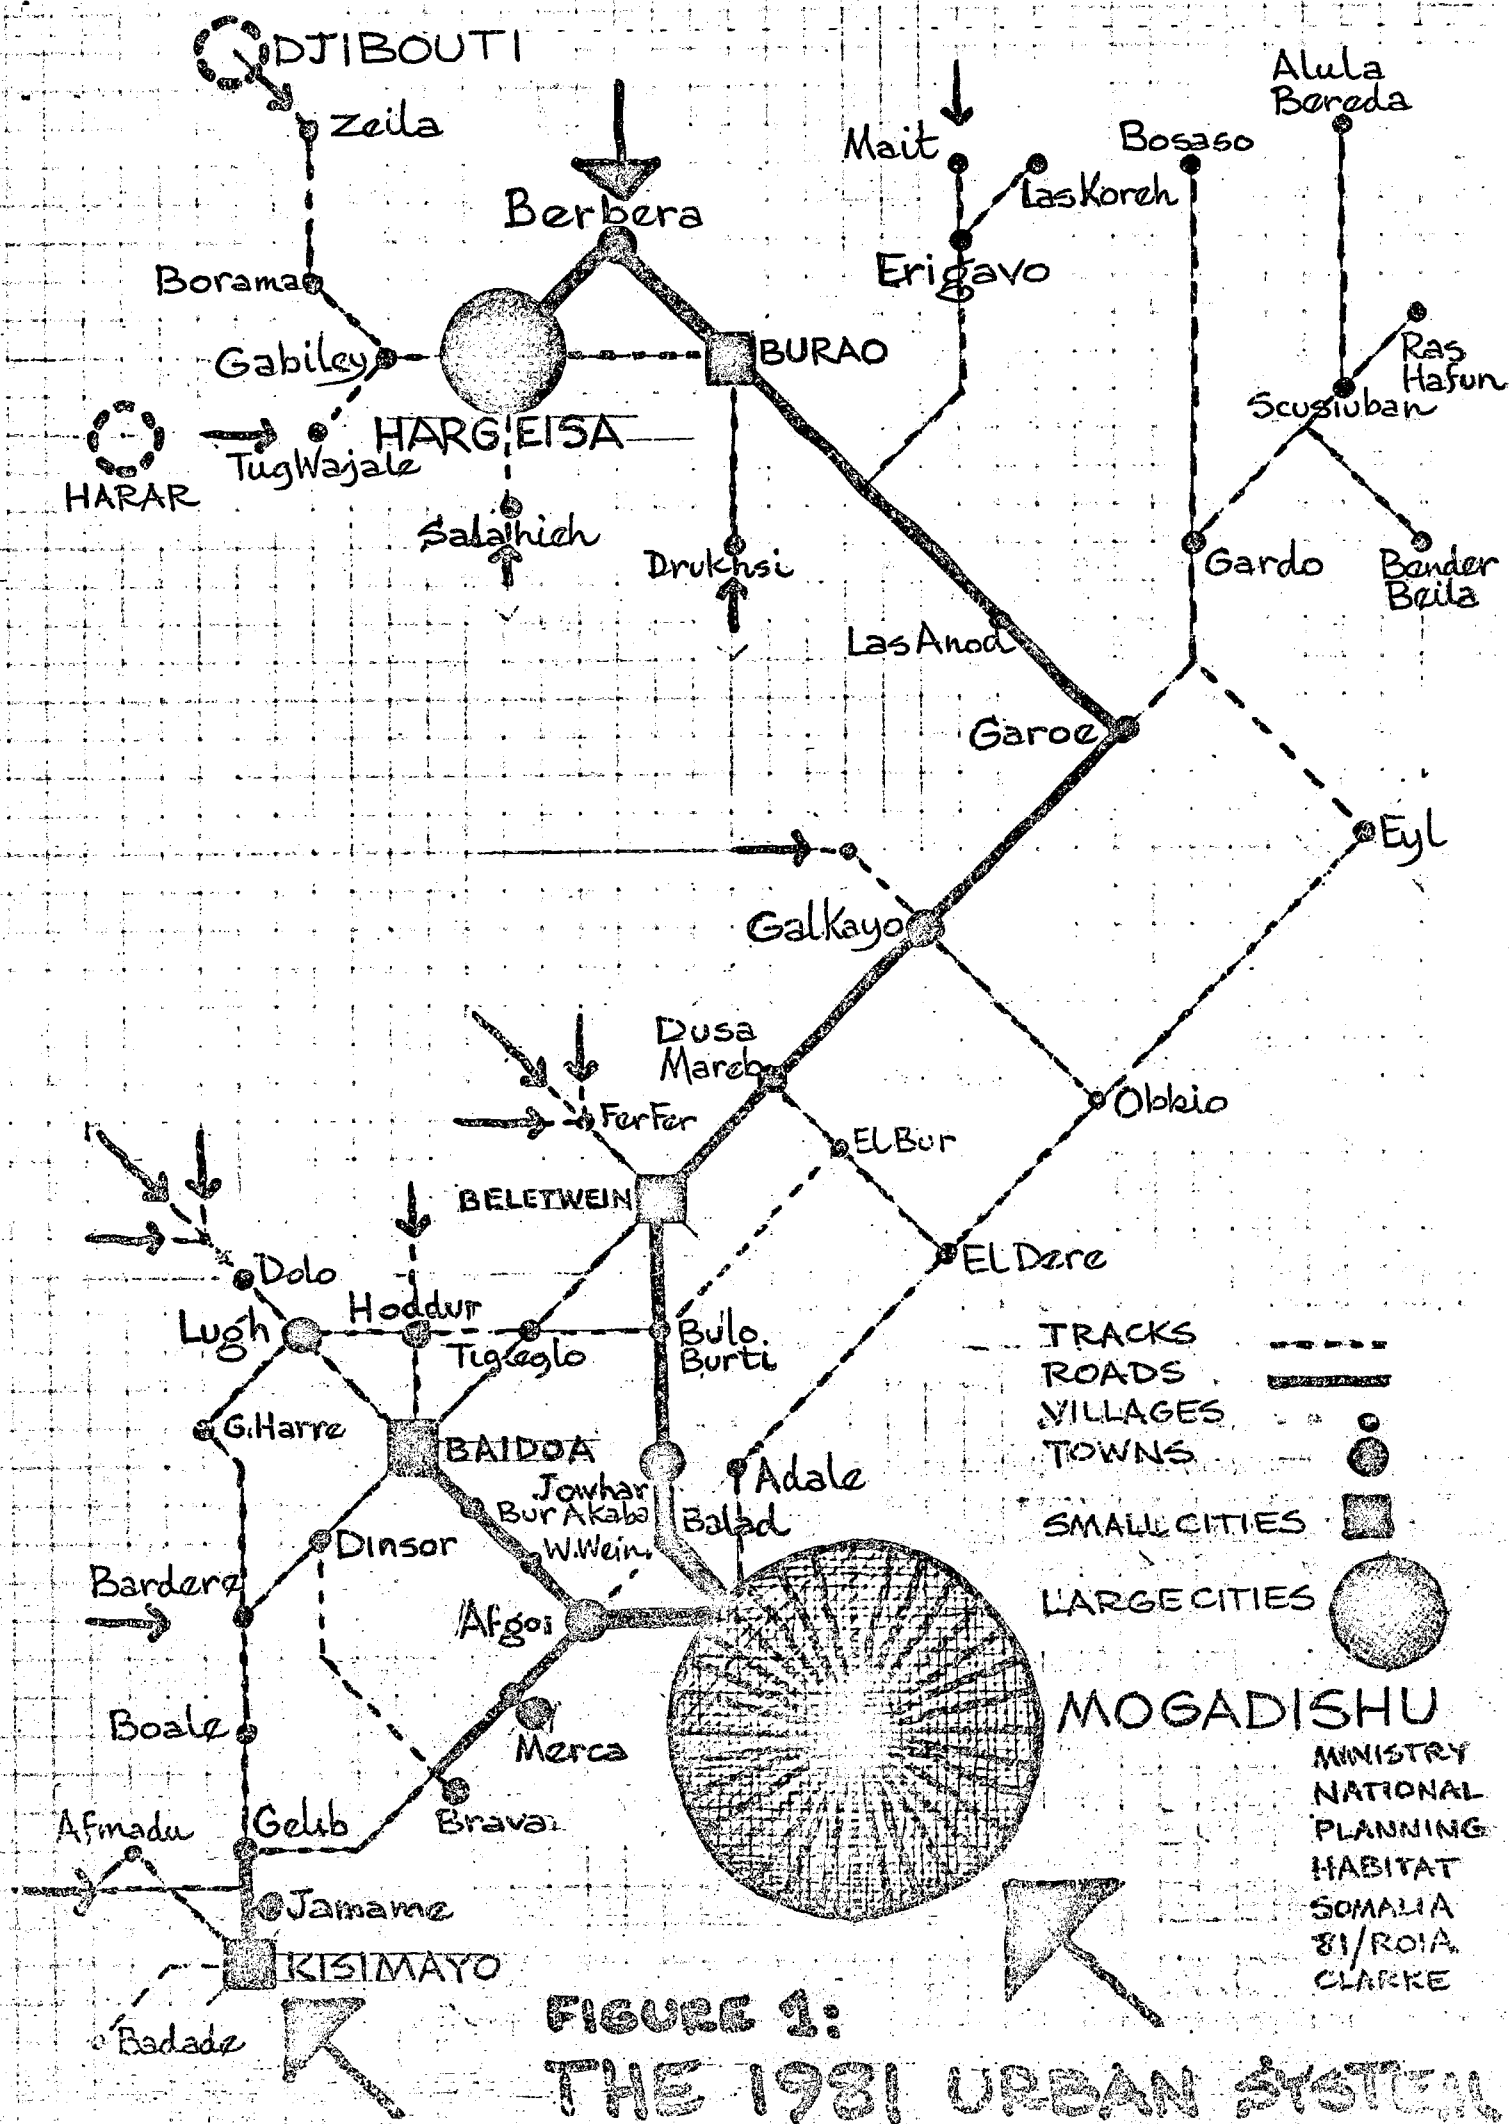 DJIBOUTI
Zeila
Berbera
Mait
Las Koreh
Erigavo
Bosaso
Alula
Bereda
Borama
Gabiley
BURAO
Ras
Hafun
Scusiuban
HARGEISA
HARAR
Tug Wajale
Salahieh
Drukhsi
Gardo
Bender
Beila
Las Anod
Garoe
Eyl
Galkayo
Dusa
Mareb
Obbio
FerFer
El Bur
BELETWEIN
EL Dere
Dolo
Hoddur
Lugh
Tigleglo
Bulo
Burti
TRACKS
ROADS
VILLAGES
TOWNS
SMALL CITIES
LARGE CITIES
G.Harre
BAIDOA
Jowhar
Bur Akaba
Balad
Adale
W.Wein
Dinsor
Bardere
Afgoi
MOGADISHU
Boale
Merca
Afmadu
Gelib
Brava
Jamame
KISIMAYO
Badade
MINISTRY
NATIONAL
PLANNING
HABITAT
SOMALIA
81/ROIA
CLARKE
FIGURE 1:
THE 1981 URBAN SYSTEM